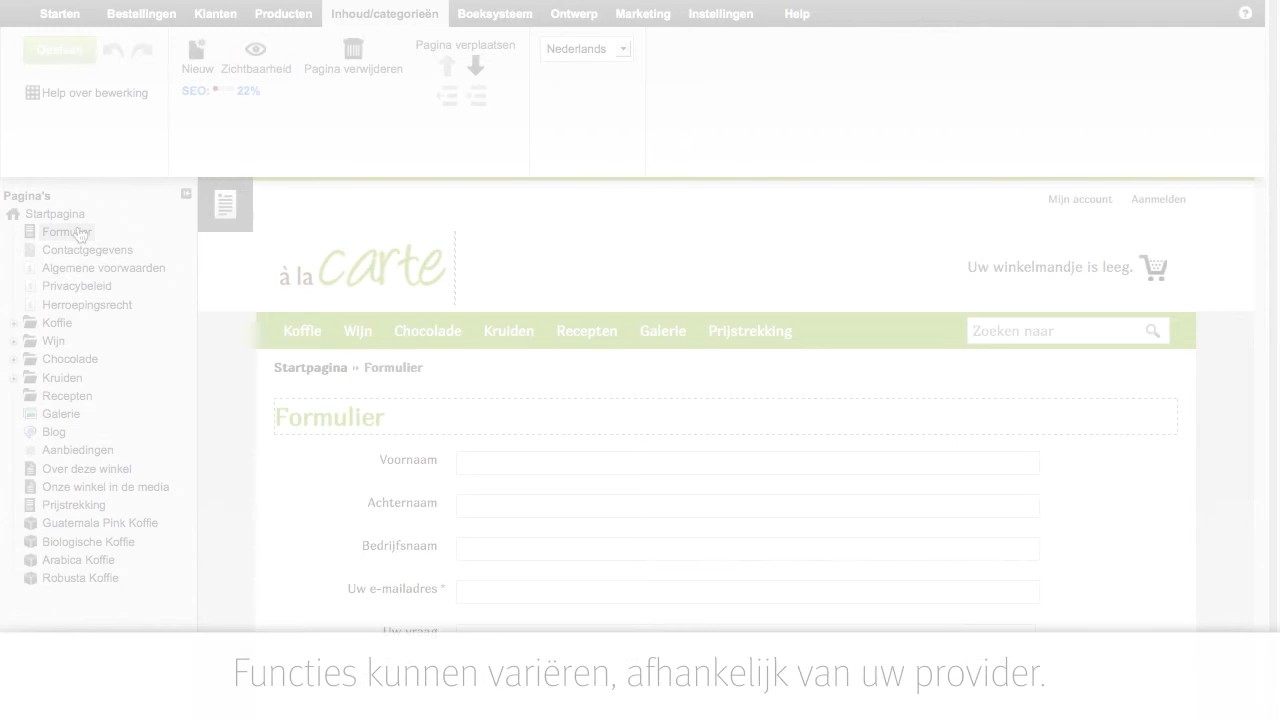 Starten Bestellingen Klanten Producten Inhoud/categorieën Boeksysteem Ontwerp Marketing Instellingen Help
Opslaan
Nieuw Zichtbaarheid Pagina verwijderen
Pagina verplaatsen
Nederlands
SEO: 22%
Help over bewerking
Pagina's
Startpagina
Formulier
Contactgegevens
Algemene voorwaarden
Privacybeleid
Herroepingsrecht
Koffie
Wijn
Chocolade
Kruiden
Recepten
Galerie
Blog
Aanbiedingen
Over deze winkel
Onze winkel in de media
Prijstrekking
Guatemala Pink Koffie
Biologische Koffie
Arabica Koffie
Robusta Koffie
Mijn account Aanmelden
à la carte
Uw winkelmandje is leeg.
Koffie Wijn Chocolade Kruiden Recepten Galerie Prijstrekking
Zoeken naar
Startpagina » Formulier
Formulier
Voornaam
Achternaam
Bedrijfsnaam
Uw e-mailadres *
Uw vraag
Functies kunnen variëren, afhankelijk van uw provider.